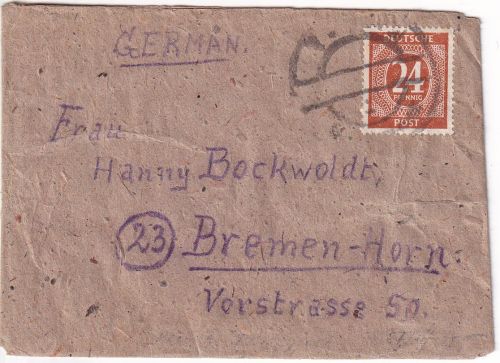 GERMAN.
DEUTSCHE
24
PFENNIG
POST
Frau
Hanny Bockwoldt,
23 Bremen-Horn.
Vorstrasse 50.